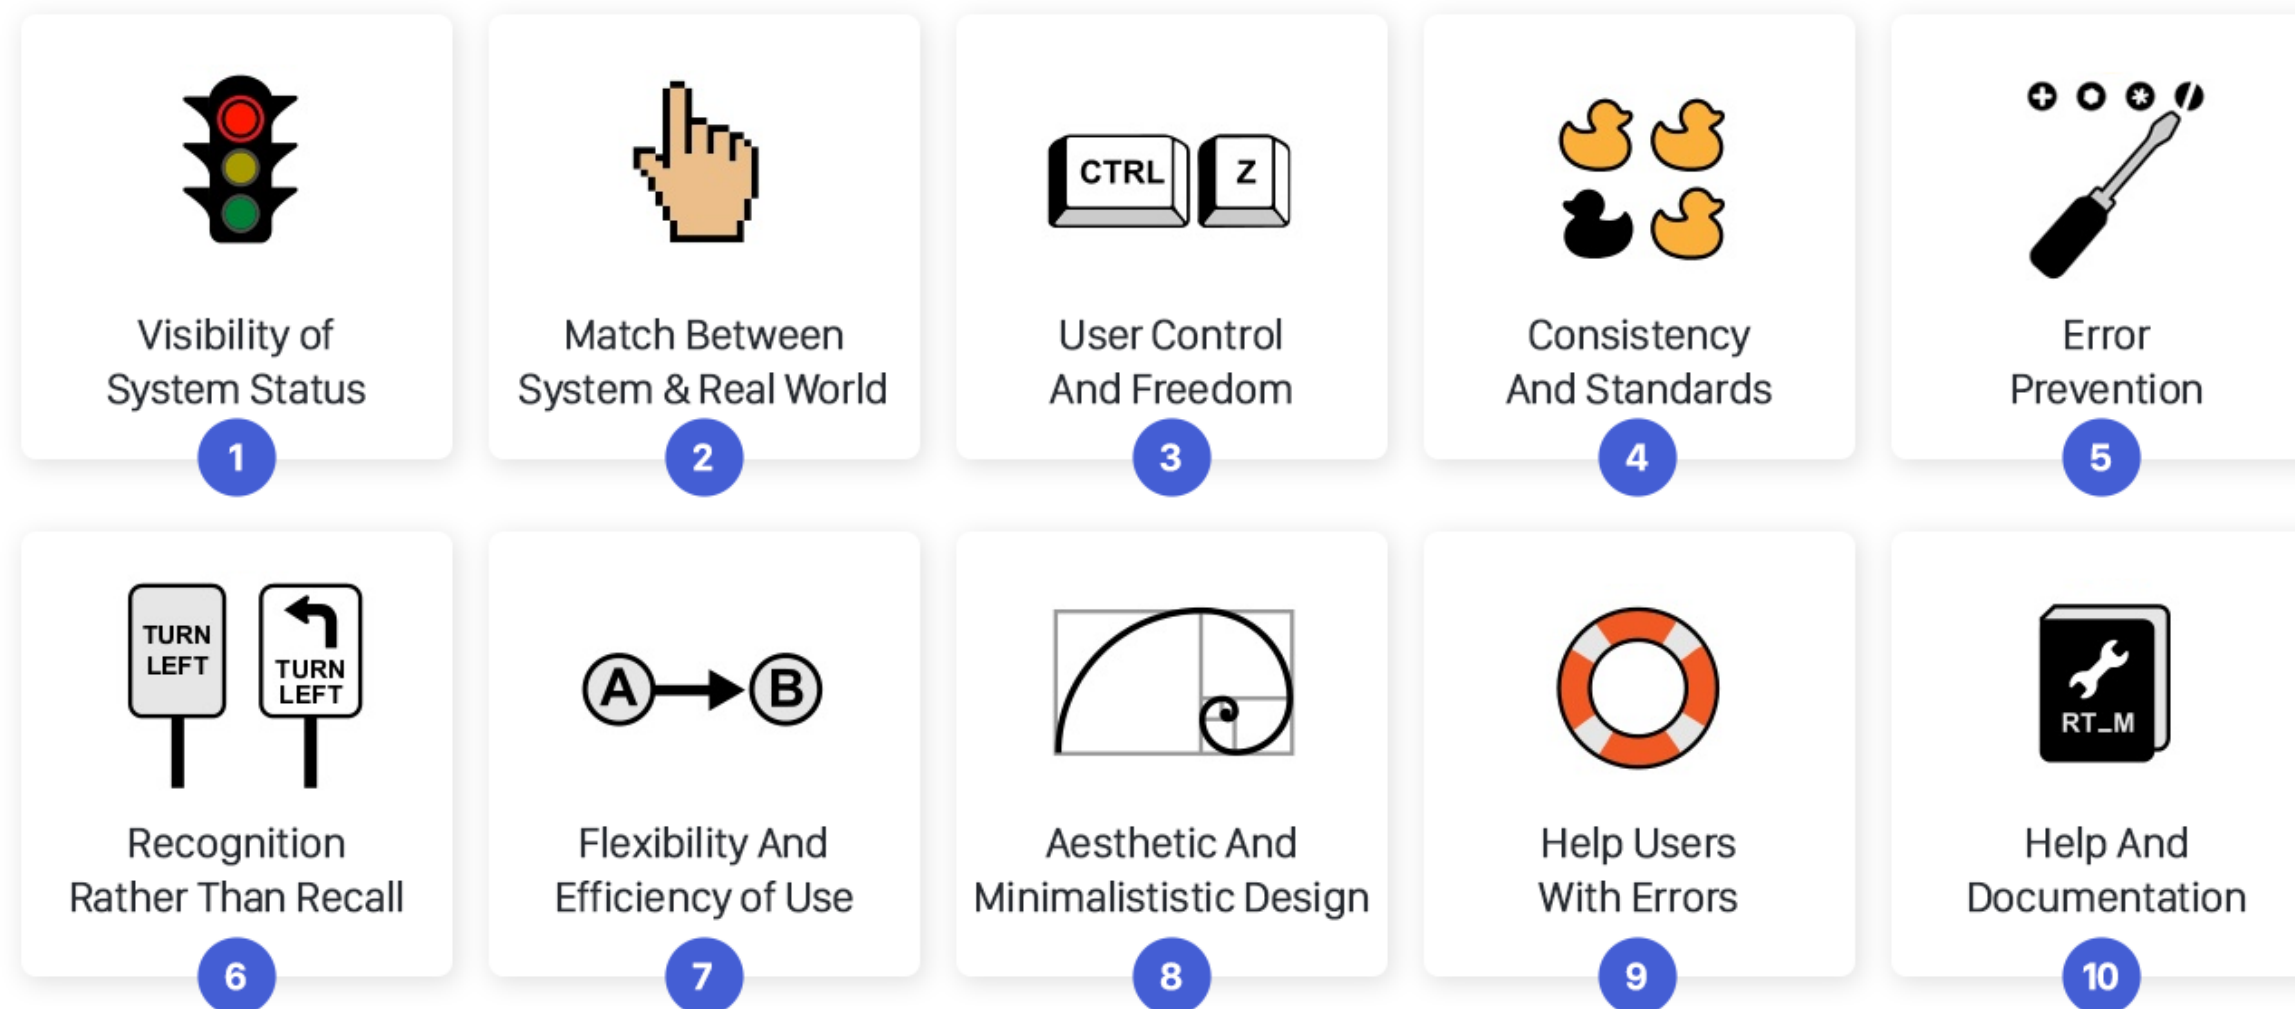 CTRL Z
Visibility of
System Status
1
Match Between
System & Real World
2
User Control
And Freedom
3
Consistency
And Standards
4
Error
Prevention
5
TURN
LEFT
TURN
LEFT
Recognition
Rather Than Recall
6
A B
Flexibility And
Efficiency of Use
7
Aesthetic And
Minimalististic Design
8
Help Users
With Errors
9
RT_M
Help And
Documentation
10